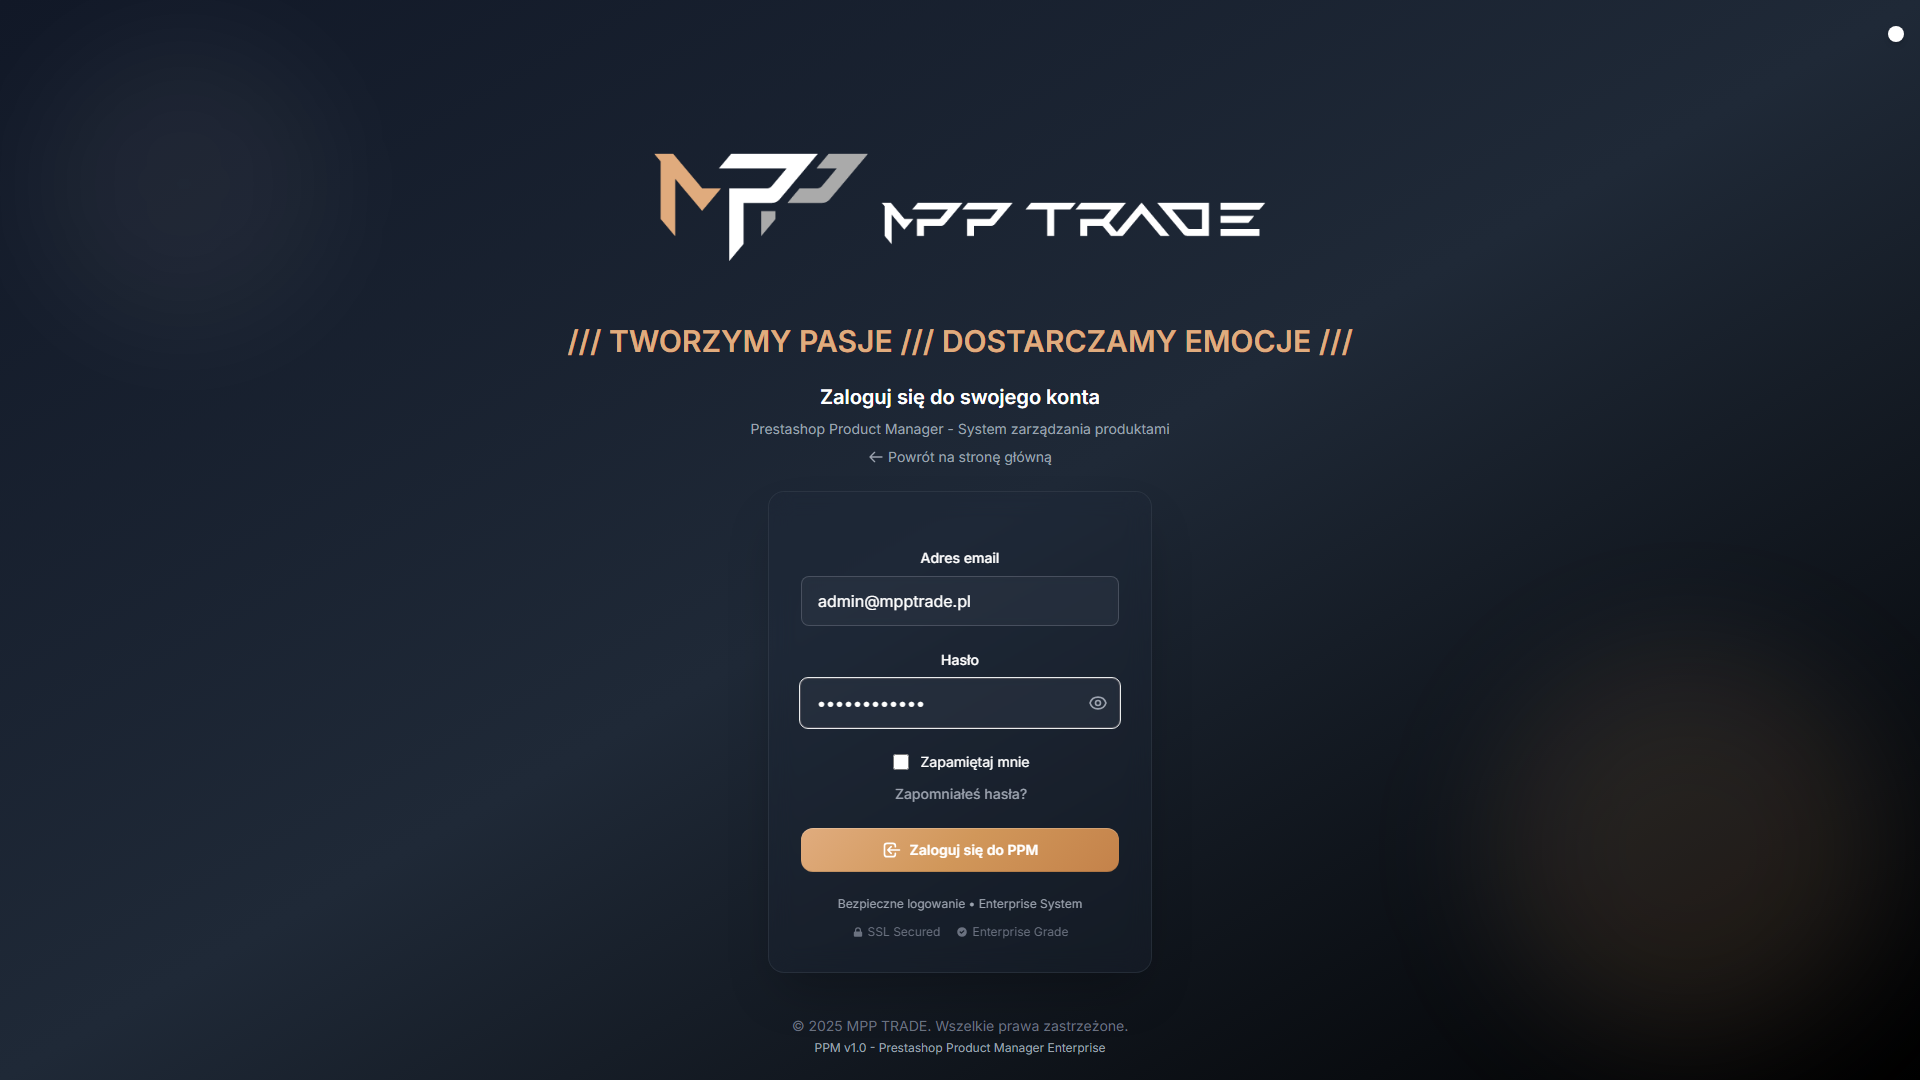 MPP
MPP TRADE
/// TWORZYMY PASJE /// DOSTARCZAMY EMOCJE ///
Zaloguj się do swojego konta
Prestashop Product Manager - System zarządzania produktami
← Powrót na stronę główną
Adres email
admin@mpptrade.pl
Hasło
••••••••••••
Zapamiętaj mnie
Zapomniałeś hasła?
Zaloguj się do PPM
Bezpieczne logowanie • Enterprise System
SSL Secured Enterprise Grade
© 2025 MPP TRADE. Wszelkie prawa zastrzeżone.
PPM v1.0 - Prestashop Product Manager Enterprise